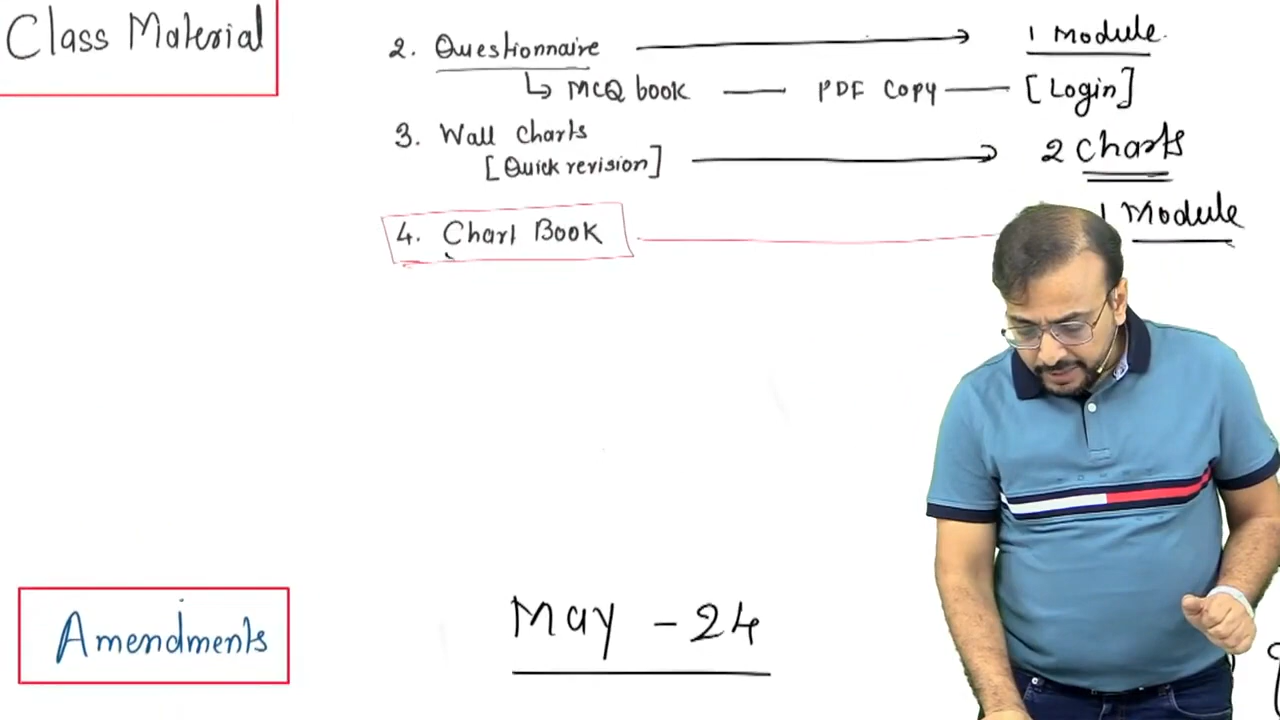 Class Material
2. Questionnaire → 1 Module
↳ MCQ book — PDF Copy — [Login]
3. Wall Charts
[Quick revision] → 2 Charts
4. Chart Book 1 Module
Amendments
May - 24